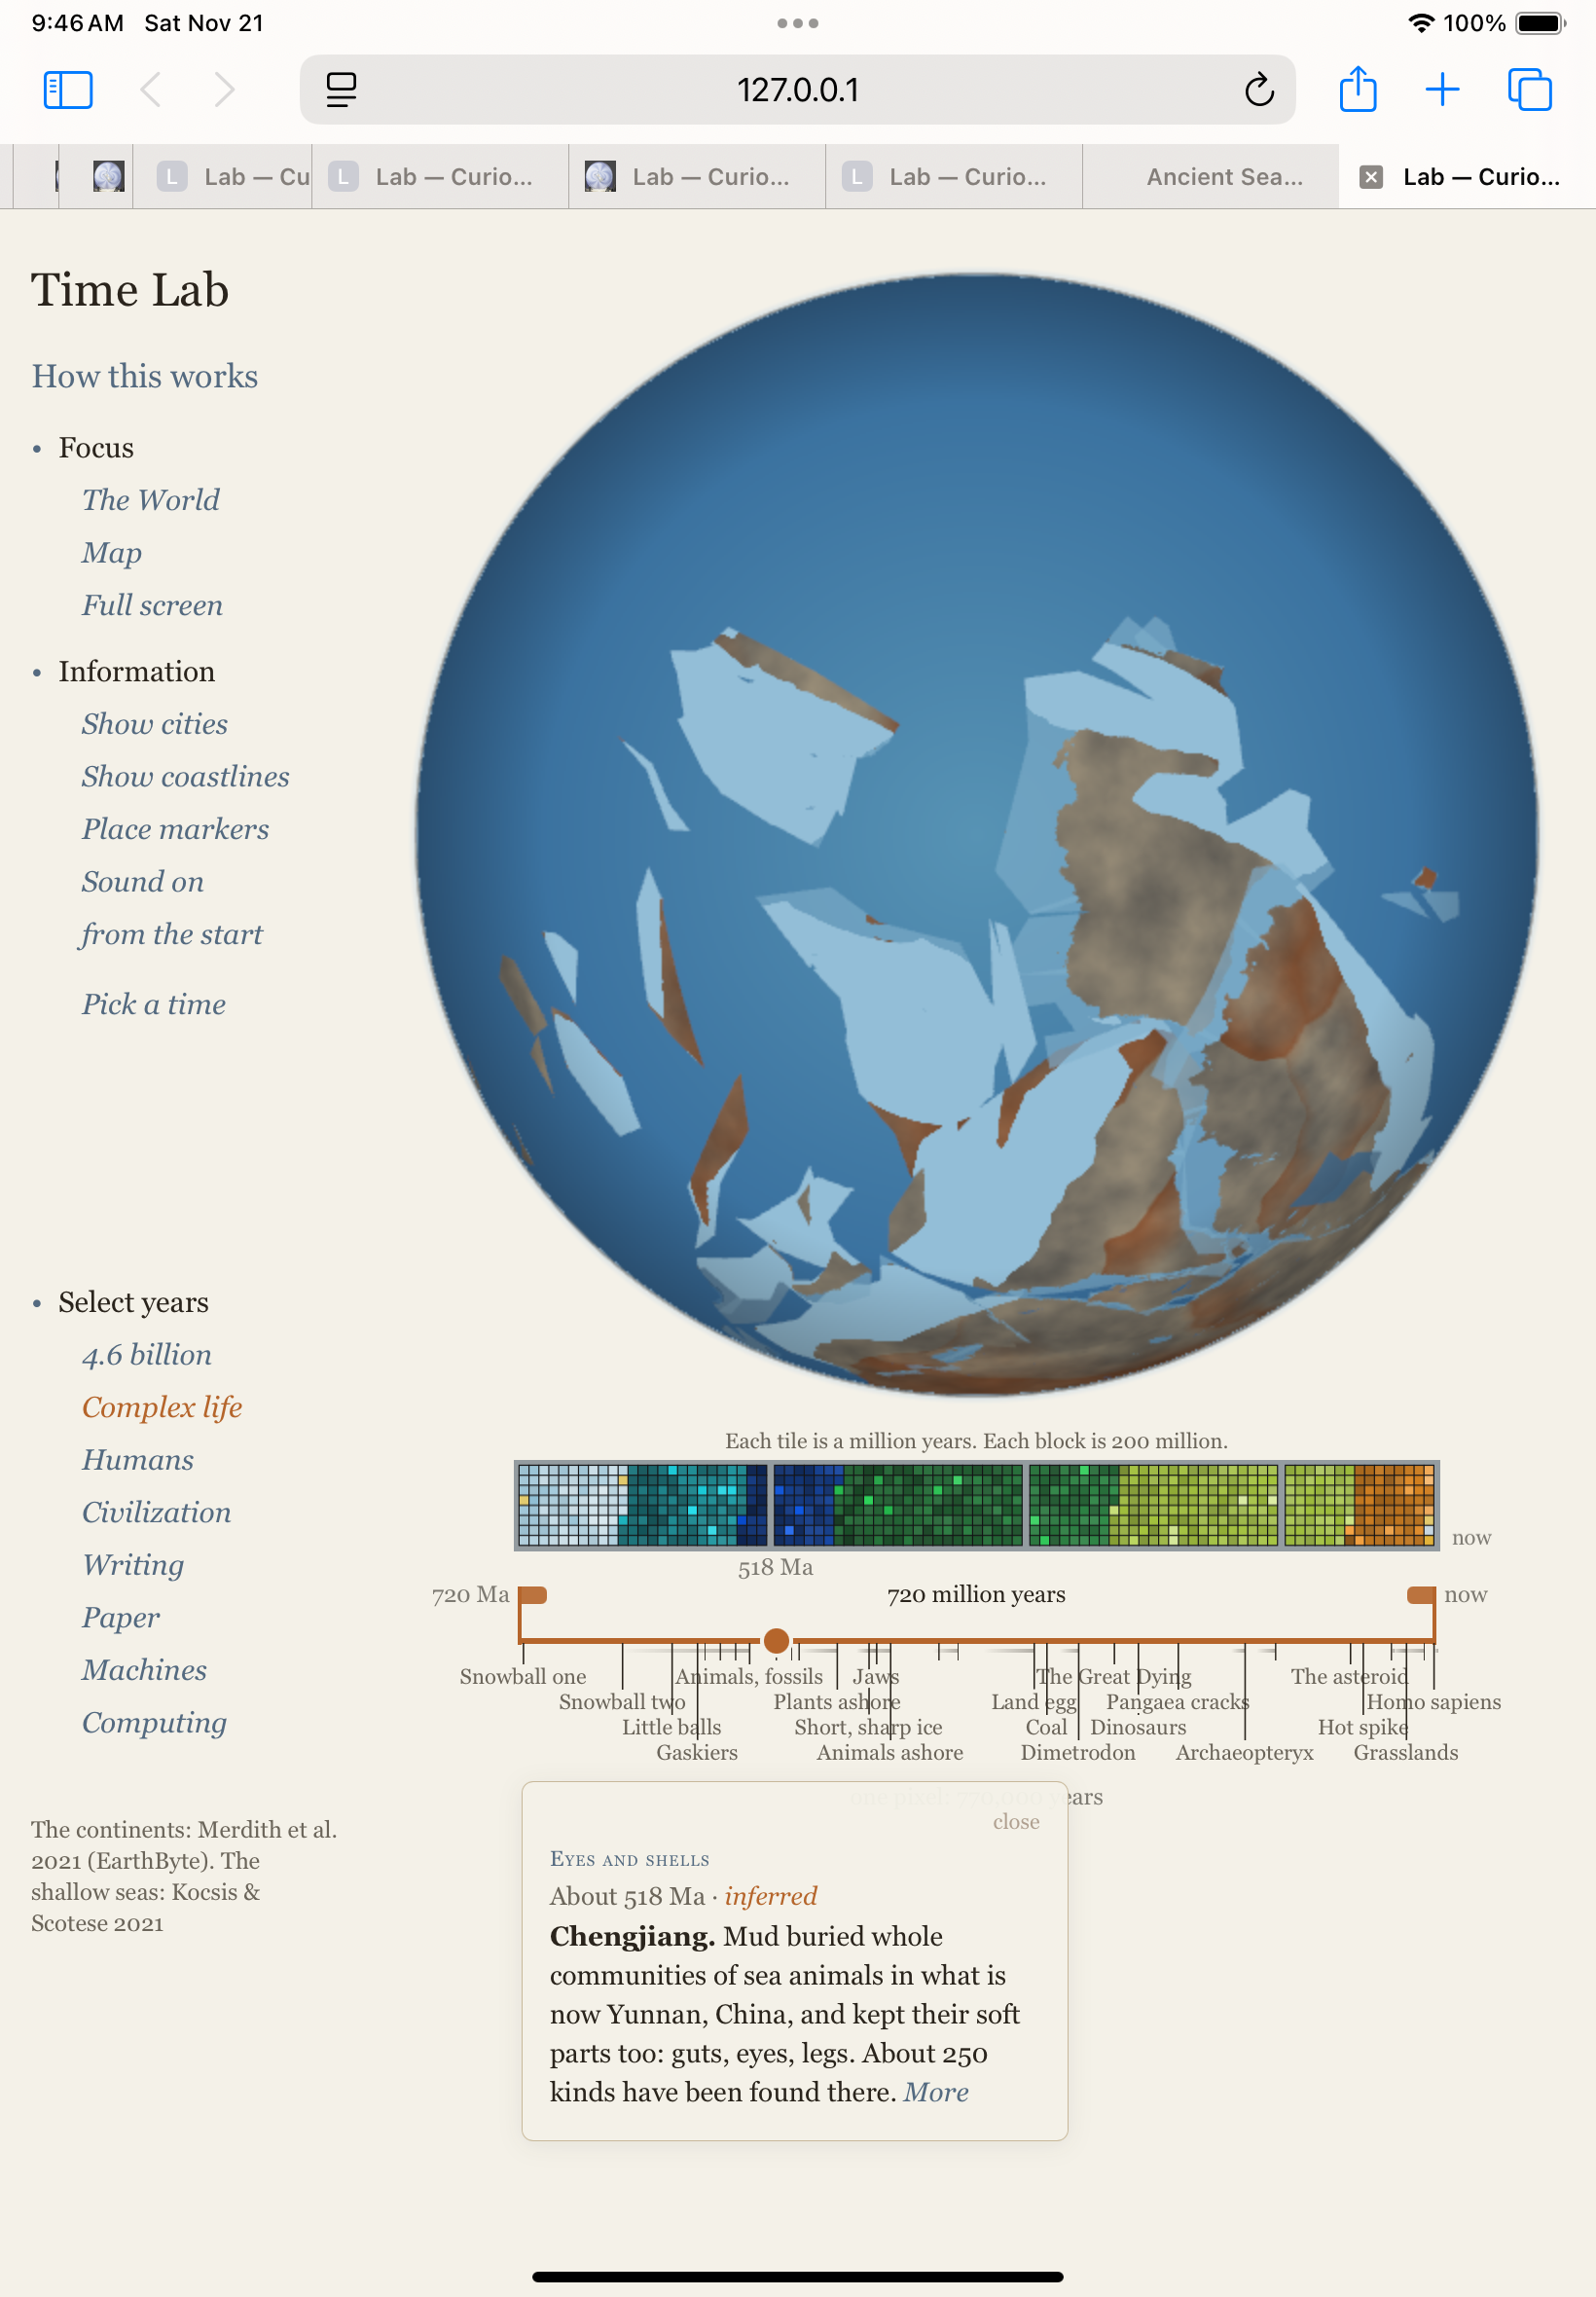 9:46 AM Sat Nov 21
100%
127.0.0.1
L Lab — Cu
L Lab — Curio...
Lab — Curio...
L Lab — Curio...
Ancient Sea...
Lab — Curio...
Time Lab
How this works
• Focus
The World
Map
Full screen
• Information
Show cities
Show coastlines
Place markers
Sound on
from the start
Pick a time
• Select years
4.6 billion
Complex life
Humans
Civilization
Writing
Paper
Machines
Computing
The continents: Merdith et al.
2021 (EarthByte). The
shallow seas: Kocsis &
Scotese 2021
Each tile is a million years. Each block is 200 million.
now
518 Ma
720 Ma 720 million years now
Snowball one Animals, fossils Jaws The Great Dying The asteroid
Snowball two Plants ashore Land egg Pangaea cracks Homo sapiens
Little balls Short, sharp ice Coal Dinosaurs Hot spike
Gaskiers Animals ashore Dimetrodon Archaeopteryx Grasslands
one pixel: 770,000 years
close
Eyes and shells
About 518 Ma · inferred
Chengjiang. Mud buried whole
communities of sea animals in what is
now Yunnan, China, and kept their soft
parts too: guts, eyes, legs. About 250
kinds have been found there. More